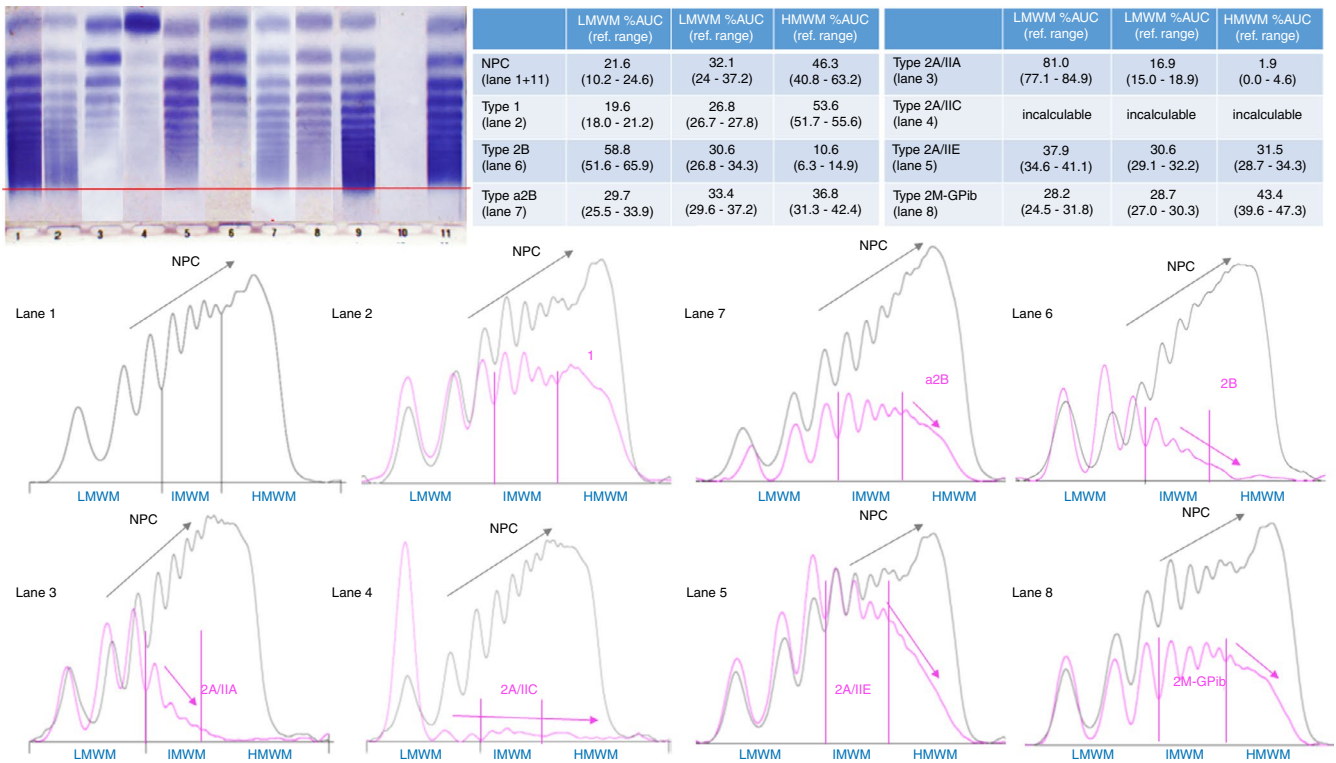 LMWM %AUC (ref. range) LMWM %AUC (ref. range) HMWM %AUC (ref. range)
NPC (lane 1+11) 21.6 (10.2 - 24.6) 32.1 (24 - 37.2) 46.3 (40.8 - 63.2)
Type 1 (lane 2) 19.6 (18.0 - 21.2) 26.8 (26.7 - 27.8) 53.6 (51.7 - 55.6)
Type 2B (lane 6) 58.8 (51.6 - 65.9) 30.6 (26.8 - 34.3) 10.6 (6.3 - 14.9)
Type a2B (lane 7) 29.7 (25.5 - 33.9) 33.4 (29.6 - 37.2) 36.8 (31.3 - 42.4)
LMWM %AUC (ref. range) LMWM %AUC (ref. range) HMWM %AUC (ref. range)
Type 2A/IIA (lane 3) 81.0 (77.1 - 84.9) 16.9 (15.0 - 18.9) 1.9 (0.0 - 4.6)
Type 2A/IIC (lane 4) incalculable incalculable incalculable
Type 2A/IIE (lane 5) 37.9 (34.6 - 41.1) 30.6 (29.1 - 32.2) 31.5 (28.7 - 34.3)
Type 2M-GPib (lane 8) 28.2 (24.5 - 31.8) 28.7 (27.0 - 30.3) 43.4 (39.6 - 47.3)
1 2 3 4 5 6 7 8 9 10 11
Lane 1
NPC
LMWM IMWM HMWM
Lane 2
NPC
1
LMWM IMWM HMWM
Lane 7
NPC
a2B
LMWM IMWM HMWM
Lane 6
NPC
2B
LMWM IMWM HMWM
Lane 3
NPC
2A/IIA
LMWM IMWM HMWM
Lane 4
NPC
2A/IIC
LMWM IMWM HMWM
Lane 5
NPC
2A/IIE
LMWM IMWM HMWM
Lane 8
NPC
2M-GPib
LMWM IMWM HMWM